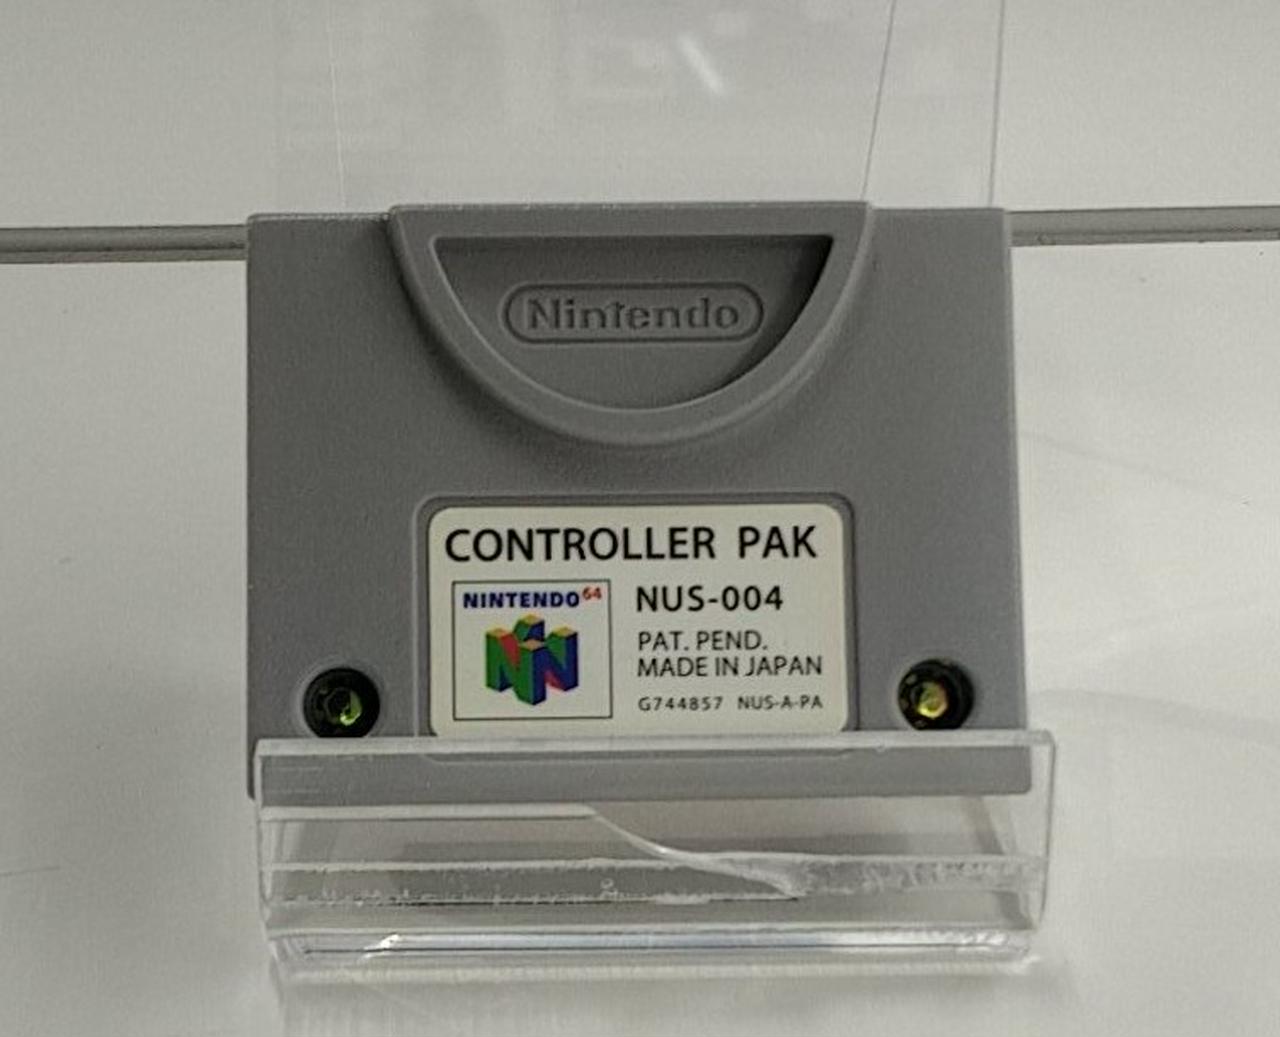 Nintendo
CONTROLLER PAK
NINTENDO64
NUS-004
PAT. PEND.
MADE IN JAPAN
G744857 NUS-A-PA